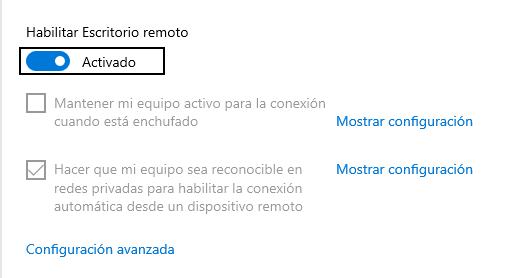 Habilitar Escritorio remoto
Activado
Mantener mi equipo activo para la conexión
cuando está enchufado
Mostrar configuración
Hacer que mi equipo sea reconocible en
redes privadas para habilitar la conexión
automática desde un dispositivo remoto
Mostrar configuración
Configuración avanzada